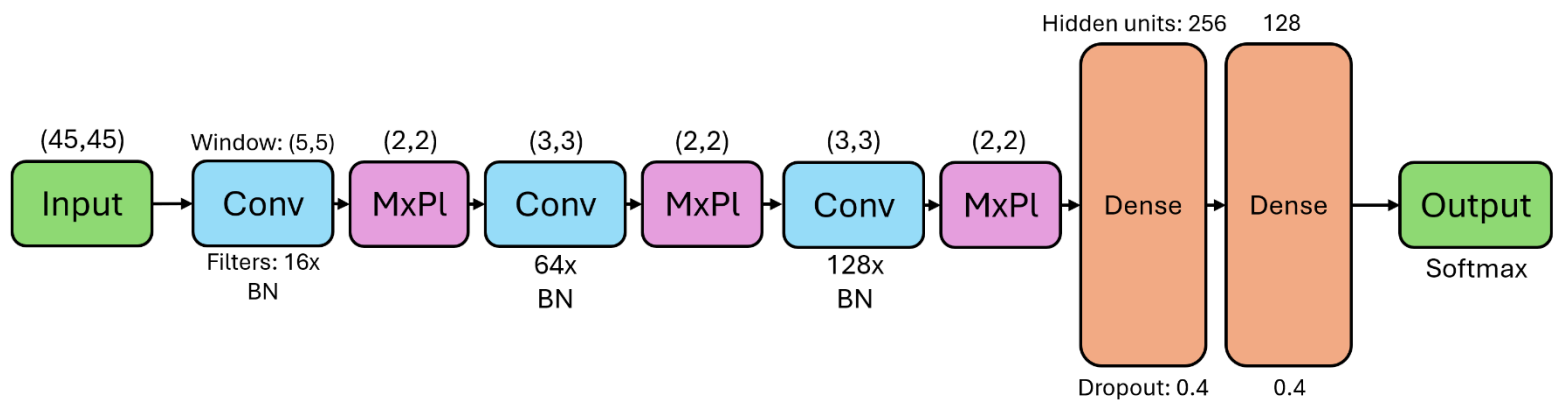 Hidden units: 256 128
(45,45) Window: (5,5) (2,2) (3,3) (2,2) (3,3) (2,2)
Input Conv MxPl Conv MxPl Conv MxPl Dense Dense Output
Filters: 16x 64x 128x Softmax
BN BN BN
Dropout: 0.4 0.4